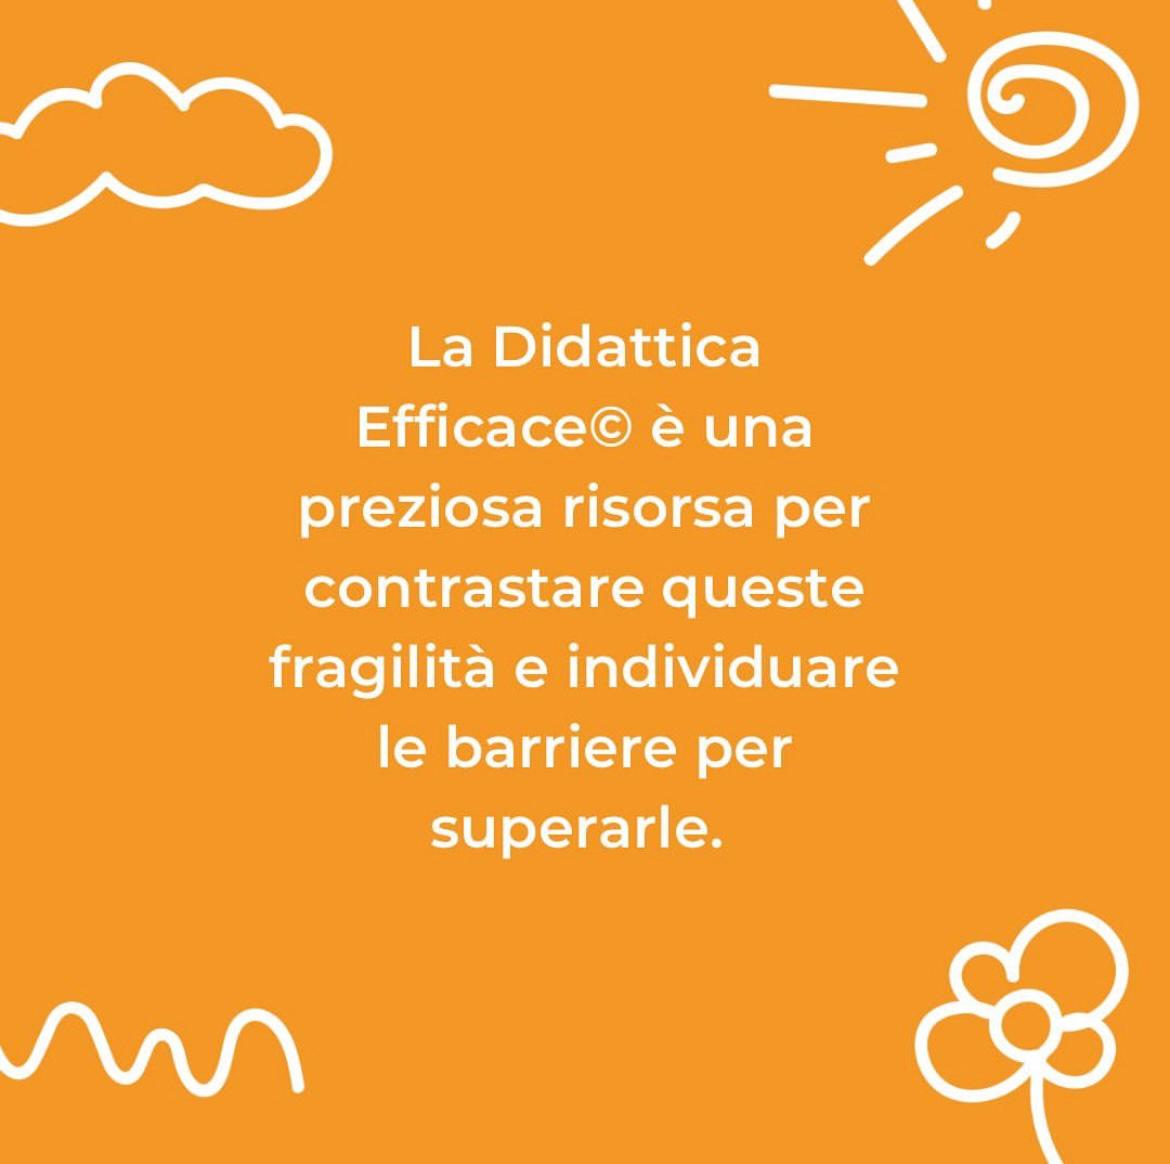 La Didattica
Efficace© è una
preziosa risorsa per
contrastare queste
fragilità e individuare
le barriere per
superarle.